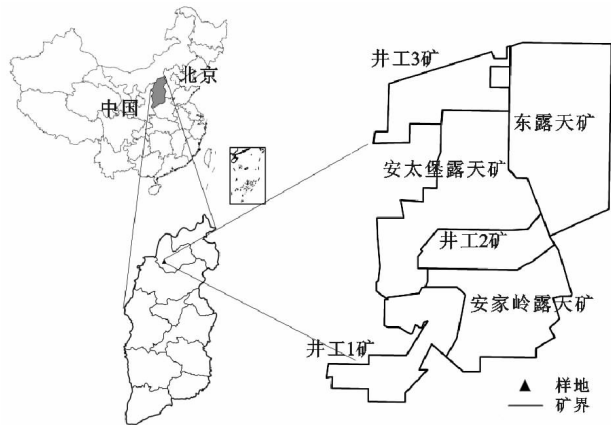 北京
中国
井工3矿
东露天矿
安太堡露天矿
井工2矿
安家岭露天矿
井工1矿
样地
矿界